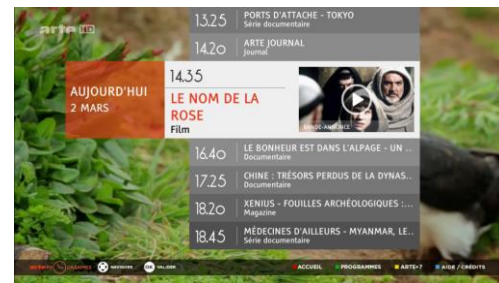 arte HD
13.25 PORTS D'ATTACHE - TOKYO
Série documentaire
14.20 ARTE JOURNAL
Journal
AUJOURD'HUI
2 MARS
14.35
LE NOM DE LA
ROSE
Film
BANDE-ANNONCE
16.40 LE BONHEUR EST DANS L'ALPAGE - UN ..
Documentaire
17.25 CHINE : TRÉSORS PERDUS DE LA DYNAS..
Documentaire
18.20 XENIUS - FOUILLES ARCHÉOLOGIQUES :...
Magazine
18.45 MÉDECINES D'AILLEURS - MYANMAR, LE..
Série documentaire
NAVIGUER OK VALIDER ACCUEIL PROGRAMMES ARTE+7 AIDE / CRÉDITS